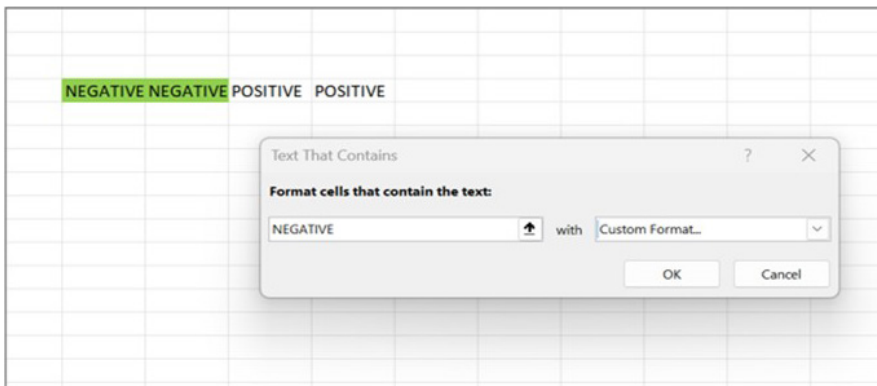 NEGATIVE NEGATIVE POSITIVE POSITIVE
Text That Contains ?
Format cells that contain the text:
NEGATIVE with Custom Format...
OK Cancel